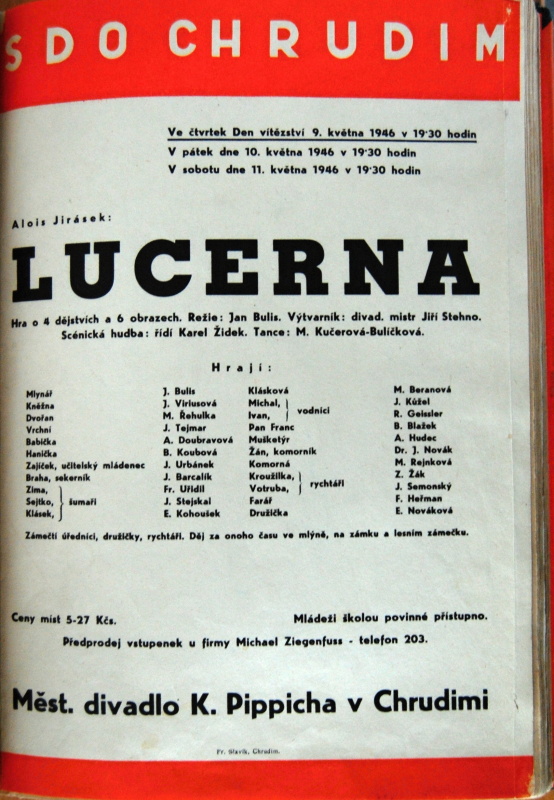 SDO CHRUDIM
Ve čtvrtek Den vítězství 9. května 1946 v 19·30 hodin
V pátek dne 10. května 1946 v 19·30 hodin
V sobotu dne 11. května 1946 v 19·30 hodin
Alois Jirásek:
LUCERNA
Hra o 4 dějstvích a 6 obrazech. Režie: Jan Bulis. Výtvarník: divad. mistr Jiří Stehno.
Scénická hudba: řídí Karel Židek. Tance: M. Kučerová-Bulíčková.
Hrají:
Mlynář J. Bulis Klásková M. Beranová
Kněžna J. Viriusová Michal, J. Kůžel
Dvořan M. Řehulka Ivan, vodníci R. Geissler
Vrchní J. Tejmar Pan Franc B. Blažek
Babička A. Doubravová Mušketýr A. Hudec
Hanička B. Koubová Žán, komorník Dr. J. Novák
Zajíček, učitelský mládenec J. Urbánek Komorná M. Rejnková
Braha, sekerník J. Barcalík Kroužilka, Z. Žák
Zima, Fr. Uřidil Votruba, rychtáři J. Semonský
Sejtko, šumaři J. Stejskal Farář F. Heřman
Klásek, E. Kohoušek Družička E. Nováková
Zámečtí úředníci, družičky, rychtáři. Děj za onoho času ve mlýně, na zámku a lesním zámečku.
Ceny míst 5-27 Kčs. Mládeži školou povinné přístupno.
Předprodej vstupenek u firmy Michael Ziegenfuss - telefon 203.
Měst. divadlo K. Pippicha v Chrudimi
Fr. Slavík, Chrudim.